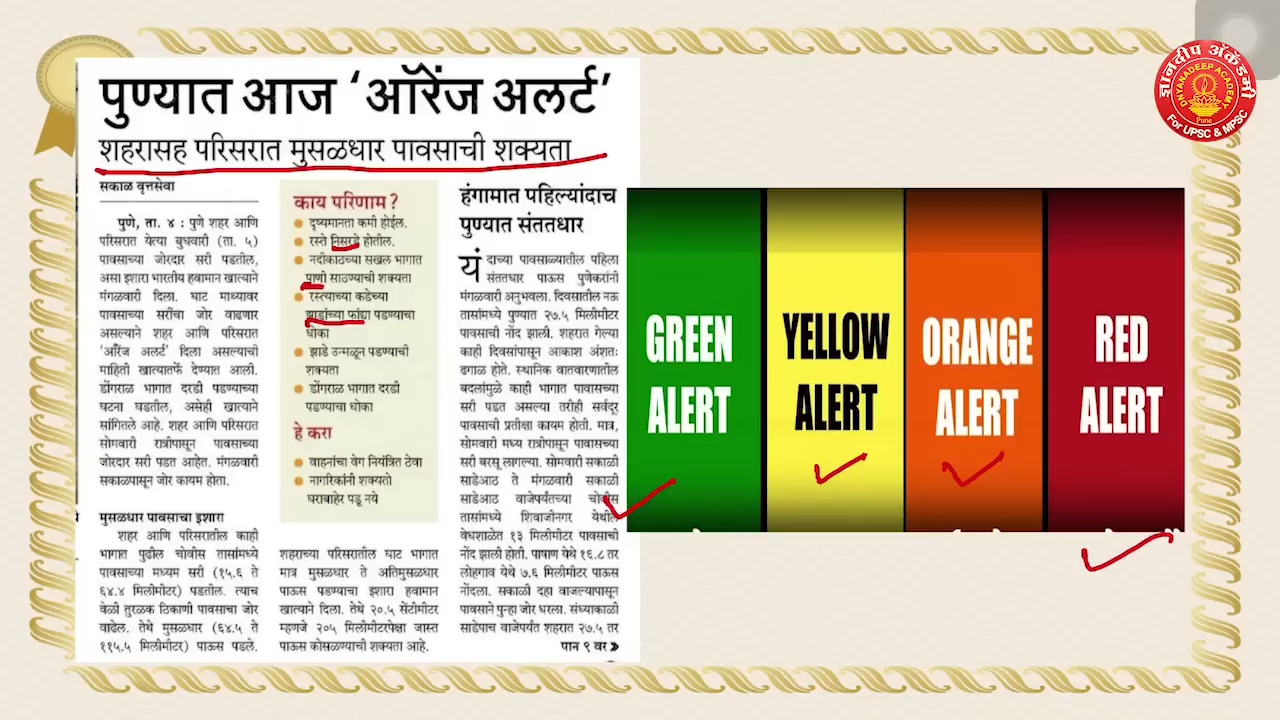 पुण्यात आज ‘ऑरेंज अलर्ट’
शहरासह परिसरात मुसळधार पावसाची शक्यता
सकाळ वृत्तसेवा
पुणे, ता. ४ : पुणे शहर आणि
परिसरात येत्या बुधवारी (ता. ५)
पावसाच्या जोरदार सरी पडतील,
असा इशारा भारतीय हवामान खात्याने
मंगळवारी दिला. घाट माथ्यावर
पावसाच्या सरींचा जोर वाढणार
असल्याने शहर आणि परिसरात
‘ऑरेंज अलर्ट’ दिला असल्याची
माहिती खात्यातर्फे देण्यात आली.
डोंगराळ भागात दरडी पडण्याच्या
घटना घडतील, असेही खात्याने
सांगितले आहे. शहर आणि परिसरात
सोमवारी रात्रीपासून पावसाच्या
जोरदार सरी पडत आहेत. मंगळवारी
सकाळपासून जोर कायम होता.
मुसळधार पावसाचा इशारा
शहर आणि परिसरातील काही
भागात पुढील चोवीस तासांमध्ये
पावसाच्या मध्यम सरी (१५.६ ते
६४.४ मिलीमीटर) पडतील. त्याच
वेळी तुरळक ठिकाणी पावसाचा जोर
वाढेल. तेथे मुसळधार (६४.५ ते
११५.५ मिलीमीटर) पाऊस पडले.
काय परिणाम?
दृष्यमानता कमी होईल.
रस्ते निसरडे होतील.
नदीकाठच्या सखल भागात
पाणी साठण्याची शक्यता
रस्त्याच्या कडेच्या
झाडांच्या फांद्या पडण्याचा
धोका
झाडे उन्मळून पडण्याची
शक्यता
डोंगराळ भागात दरडी
पडण्याचा धोका
हे करा
वाहनांचा वेग नियंत्रित ठेवा
नागरिकांनी शक्यतो
घराबाहेर पडू नये
शहराच्या परिसरातील घाट भागात
मात्र मुसळधार ते अतिमुसळधार
पाऊस पडण्याचा इशारा हवामान
खात्याने दिला. तेथे २०.५ सेंटीमीटर
म्हणजे २०५ मिलीमीटरपेक्षा जास्त
पाऊस कोसळण्याची शक्यता आहे.
हंगामात पहिल्यांदाच
पुण्यात संततधार
यंदाच्या पावसाळ्यातील पहिला
संततधार पाऊस पुणेकरांनी
मंगळवारी अनुभवला. दिवसातील नऊ
तासांमध्ये पुण्यात २७.५ मिलीमीटर
पावसाची नोंद झाली. शहरात गेल्या
काही दिवसांपासून आकाश अंशतः
ढगाळ होते. स्थानिक वातवारणातील
बदलांमुळे काही भागात पावासच्या
सरी पडत असल्या तरीही सर्वदूर
पावसाची प्रतीक्षा कायम होती. मात्र,
सोमवारी मध्य रात्रीपासून पावासच्या
सरी बरसू लागल्या. सोमवारी सकाळी
साडेआठ ते मंगळवारी सकाळी
साडेआठ वाजेपर्यंतच्या चोवीस
तासांमध्ये शिवाजीनगर येथील
वेधशाळेत १३ मिलीमीटर पावसाची
नोंद झाली होती. पाषाण येथे १६.८ तर
लोहगाव येथे ७.६ मिलीमीटर पाऊस
नोंदला. सकाळी दहा वाजल्यापासून
पावसाने पुन्हा जोर धरला. संध्याकाळी
साडेपाच वाजेपर्यंत शहरात २७.५ तर
पान ९ वर
GREEN
ALERT
YELLOW
ALERT
ORANGE
ALERT
RED
ALERT
ज्ञानदीप अॅकॅडमी
DNYANADEEP ACADEMY
Pune
For UPSC & MPSC